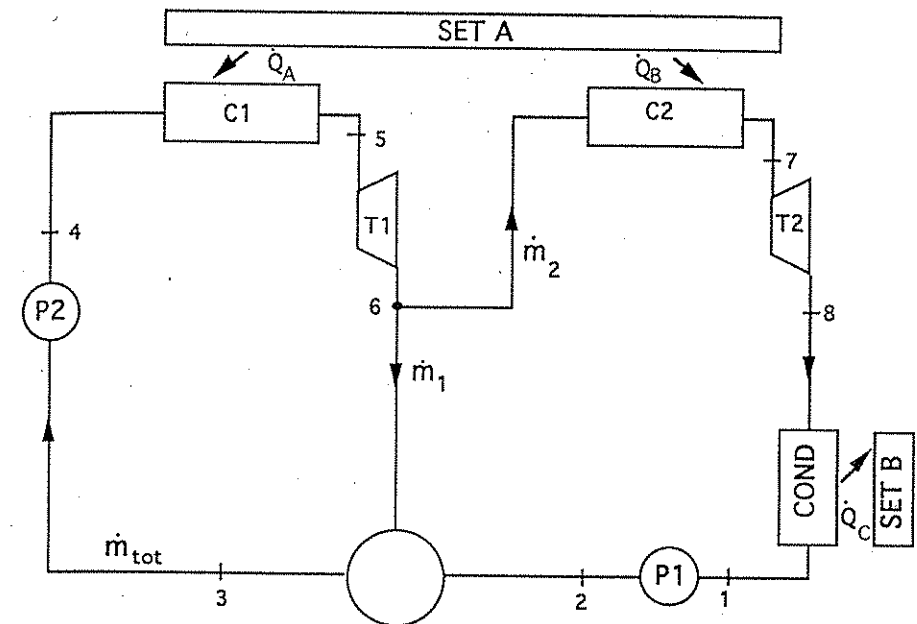 SET A
Q̇A
Q̇B
C1
C2
5
7
T1
T2
4
ṁ2
P2
6
8
ṁ1
COND
Q̇C
SET B
ṁtot
P1
3
2
1